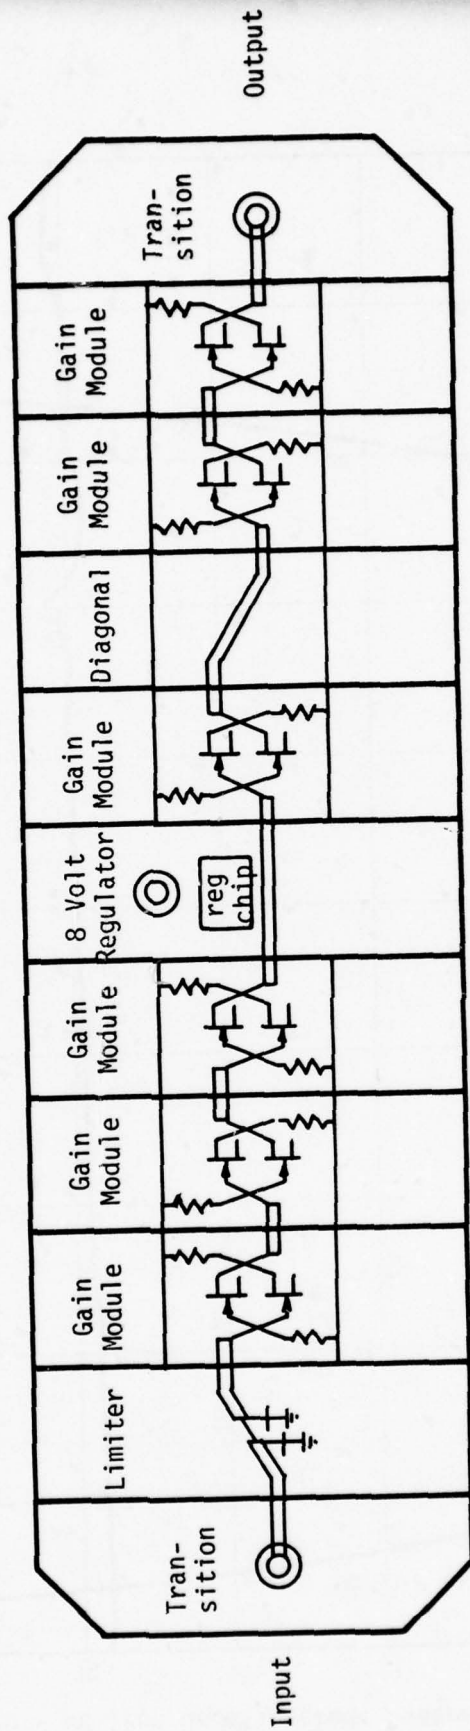 Input
Tran-
sition
Limiter
Gain
Module
Gain
Module
Gain
Module
8 Volt
Regulator
reg
chip
Gain
Module
Diagonal
Gain
Module
Gain
Module
Tran-
sition
Output